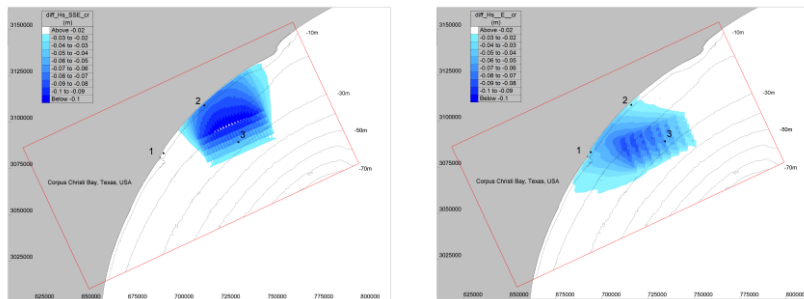 diff_Hs_SSE_cr
(m)
Above -0.02
-0.03 to -0.02
-0.04 to -0.03
-0.05 to -0.04
-0.06 to -0.05
-0.07 to -0.06
-0.08 to -0.07
-0.09 to -0.08
-0.1 to -0.09
Below -0.1
3150000
3125000
3100000
3075000
3050000
3025000
-10m
-30m
-50m
-70m
2
3
1
Corpus Christi Bay, Texas, USA
625000 650000 675000 700000 725000 750000 775000 800000
diff_Hs__E__cr
(m)
Above -0.02
-0.03 to -0.02
-0.04 to -0.03
-0.05 to -0.04
-0.06 to -0.05
-0.07 to -0.06
-0.08 to -0.07
-0.09 to -0.08
-0.1 to -0.09
Below -0.1
3150000
3125000
3100000
3075000
3050000
3025000
-10m
-30m
-50m
-70m
2
3
1
Corpus Christi Bay, Texas, USA
625000 650000 675000 700000 725000 750000 775000 800000